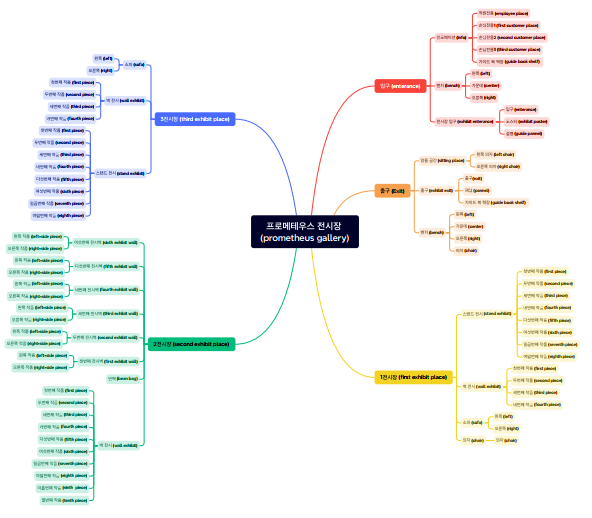 프로메테우스 전시장
(prometheus gallery)
입구 (enterance)
인포메이션 (info)
직원전용 (employee place)
손님전용1(first customer place)
손님전용2 (second customer place)
손님전용3 (third customer place)
가이드 북 책장 (guide book shelf)
벤치 (bench)
왼쪽 (left)
가운데 (center)
오른쪽 (right)
전시장 입구 (exhibit enterance)
입구 (enterance)
포스터 (exhibit poster)
설명 (guide pannel)
출구 (Exit)
앉을 공간 (sitting place)
왼쪽 의자 (left chair)
오른쪽 의자 (right chair)
출구 (exhibit exit)
출구(exit)
패널 (pannel)
가이드 북 책장 (guide book shelf)
벤치 (bench)
왼쪽 (left)
가운데 (center)
오른쪽 (right)
의자 (chair)
1전시장 (first exhibit place)
스탠드 전시 (stand exhibit)
첫번째 작품 (first piece)
두번째 작품 (second piece)
세번째 작품 (third piece)
네번째 작품 (fourth piece)
다섯번째 작품 (fifth piece)
여섯번째 작품 (sixth piece)
일곱번째 작품 (seventh piece)
여덟번째 작품 (eighth piece)
벽 전시 (wall exhibit)
첫번째 작품 (first piece)
두번째 작품 (second piece)
세번째 작품 (third piece)
네번째 작품 (fourth piece)
소파 (sofa)
왼쪽 (left)
오른쪽 (right)
의자 (chair)
의자 (chair)
3전시장 (third exhibit place)
소파 (sofa)
왼쪽 (left)
오른쪽 (right)
벽 전시 (wall exhibit)
첫번째 작품 (first piece)
두번째 작품 (second piece)
세번째 작품 (third piece)
네번째 작품 (fourth piece)
스탠드 전시 (stand exhibit)
첫번째 작품 (first piece)
두번째 작품 (second piece)
세번째 작품 (third piece)
네번째 작품 (fourth piece)
다섯번째 작품 (fifth piece)
여섯번째 작품 (sixth piece)
일곱번째 작품 (seventh piece)
여덟번째 작품 (eighth piece)
2전시장 (second exhibit place)
여섯번째 전시벽 (sixth exhibit wall)
왼쪽 작품 (left-side piece)
오른쪽 작품 (right-side piece)
다섯번째 전시벽 (fifth exhibit wall)
왼쪽 작품 (left-side piece)
오른쪽 작품 (right-side piece)
네번째 전시벽 (fourth exhibit wall)
왼쪽 작품 (left-side piece)
오른쪽 작품 (right-side piece)
세번째 전시벽 (third exhibit wall)
왼쪽 작품 (left-side piece)
오른쪽 작품 (right-side piece)
두번째 전시벽 (second exhibit wall)
왼쪽 작품 (left-side piece)
오른쪽 작품 (right-side piece)
첫번째 전시벽 (first exhibit wall)
왼쪽 작품 (left-side piece)
오른쪽 작품 (right-side piece)
(bean bag)
벽 전시 (wall exhibit)
첫번째 작품 (first piece)
두번째 작품 (second piece)
세번째 작품 (third piece)
네번째 작품 (fourth piece)
다섯번째 작품 (fifth piece)
여섯번째 작품 (sixth piece)
일곱번째 작품 (seventh piece)
여덟번째 작품 (eighth piece)
아홉번째 작품 (ninth piece)
열번째 작품 (tenth piece)